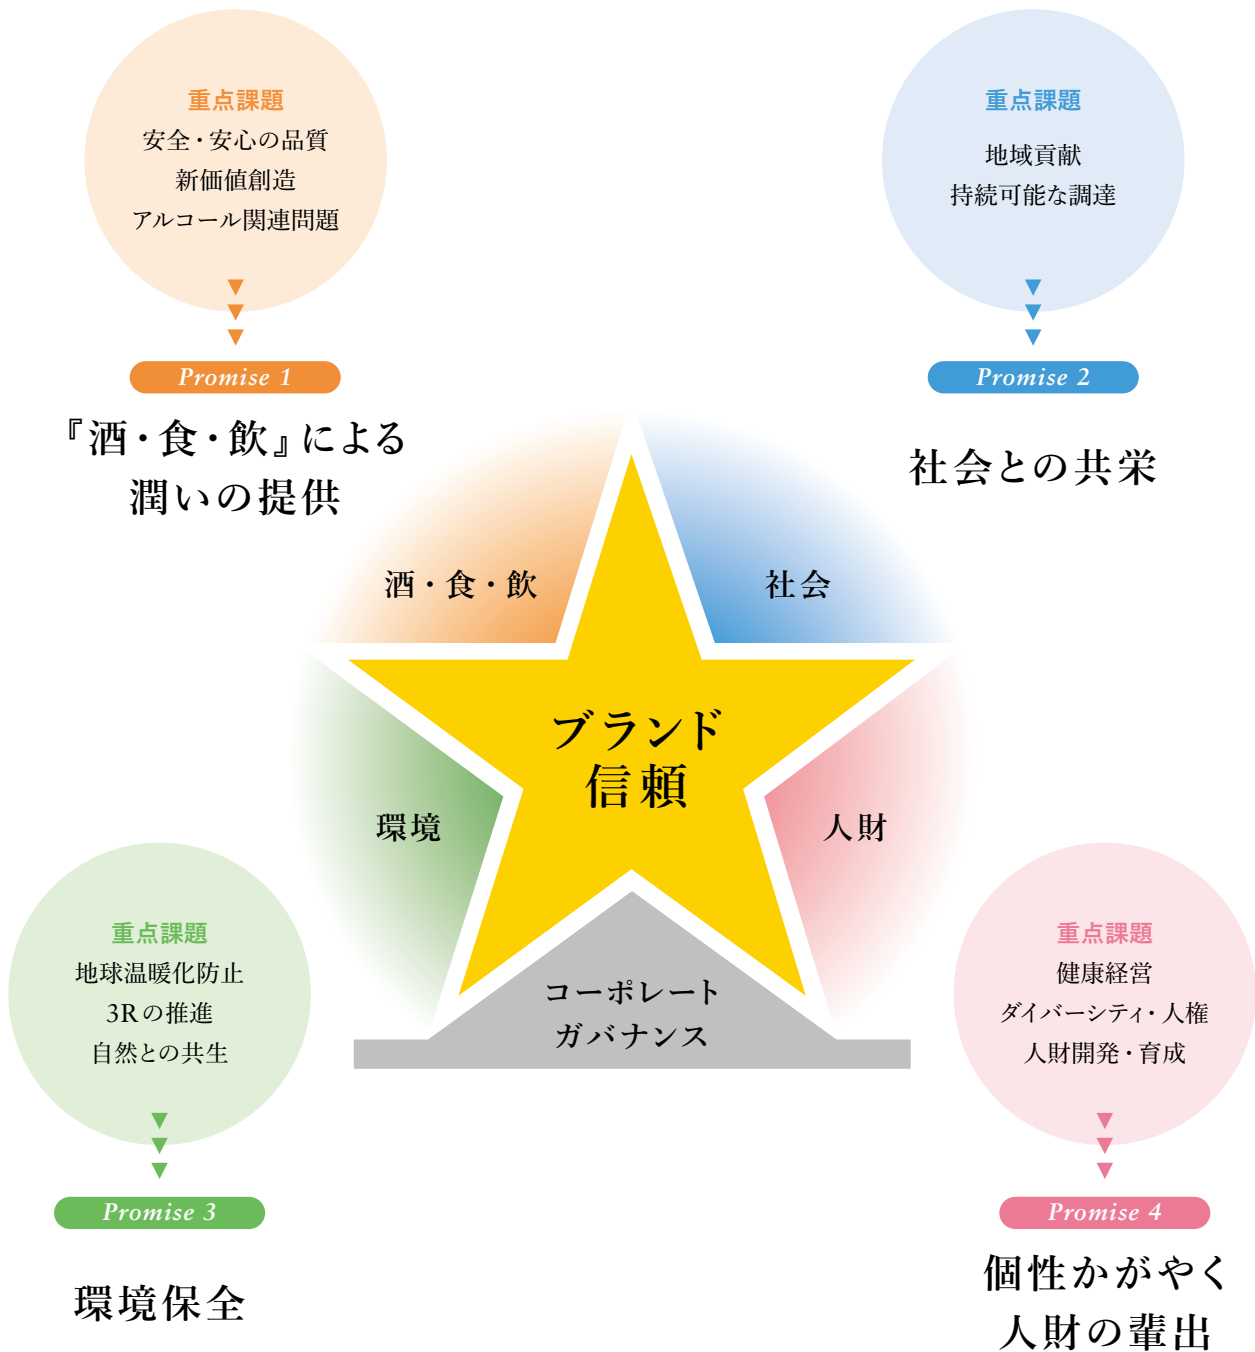 重点課題
安全・安心の品質
新価値創造
アルコール関連問題
Promise 1
『酒・食・飲』による
潤いの提供
重点課題
地域貢献
持続可能な調達
Promise 2
社会との共栄
酒・食・飲
社会
ブランド
信頼
環境
人財
コーポレート
ガバナンス
重点課題
地球温暖化防止
3Rの推進
自然との共生
Promise 3
環境保全
重点課題
健康経営
ダイバーシティ・人権
人財開発・育成
Promise 4
個性かがやく
人財の輩出